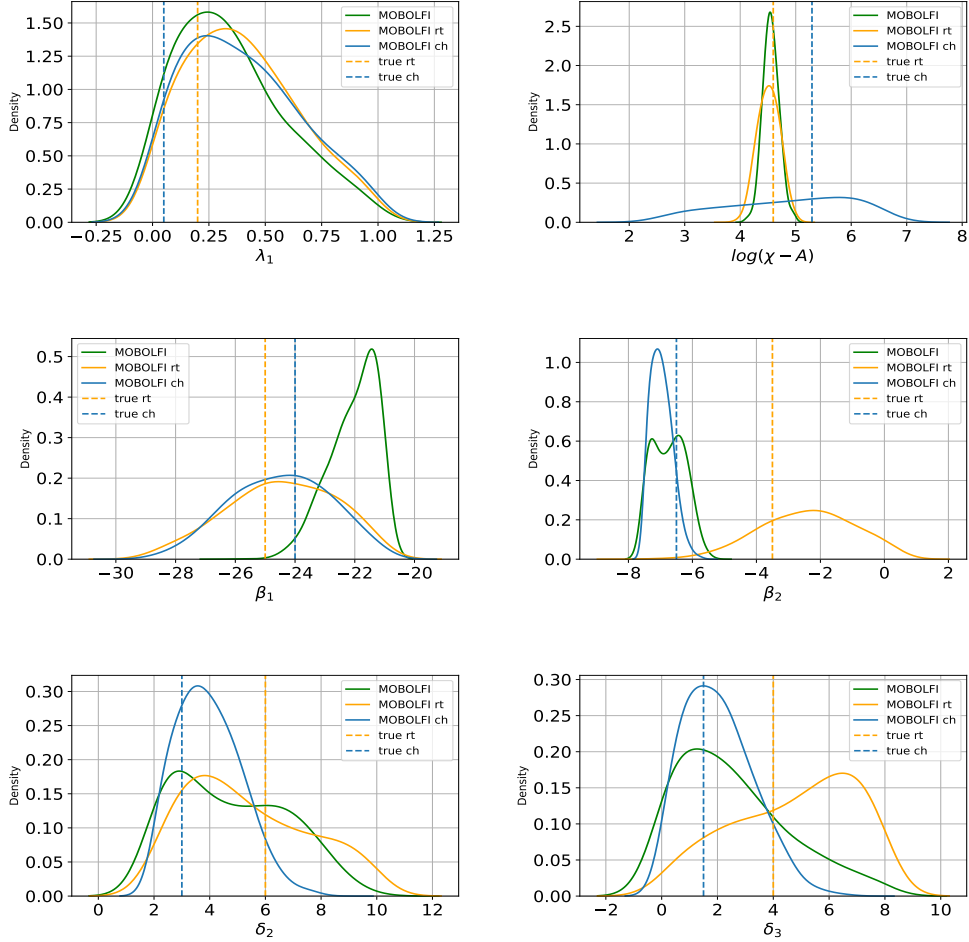 MOBOLFI
MOBOLFI rt
MOBOLFI ch
true rt
true ch
Density
1.50
1.25
1.00
0.75
0.50
0.25
0.00
−0.25 0.00 0.25 0.50 0.75 1.00 1.25
λ₁
MOBOLFI
MOBOLFI rt
MOBOLFI ch
true rt
true ch
Density
2.5
2.0
1.5
1.0
0.5
0.0
2 3 4 5 6 7 8
log(χ − A)
MOBOLFI
MOBOLFI rt
MOBOLFI ch
true rt
true ch
Density
0.5
0.4
0.3
0.2
0.1
0.0
−30 −28 −26 −24 −22 −20
β₁
MOBOLFI
MOBOLFI rt
MOBOLFI ch
true rt
true ch
Density
1.0
0.8
0.6
0.4
0.2
0.0
−8 −6 −4 −2 0 2
β₂
MOBOLFI
MOBOLFI rt
MOBOLFI ch
true rt
true ch
Density
0.30
0.25
0.20
0.15
0.10
0.05
0.00
0 2 4 6 8 10 12
δ₂
MOBOLFI
MOBOLFI rt
MOBOLFI ch
true rt
true ch
Density
0.30
0.25
0.20
0.15
0.10
0.05
0.00
−2 0 2 4 6 8 10
δ₃